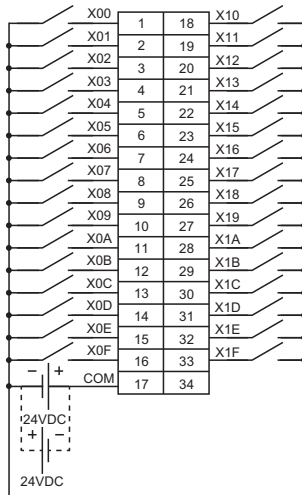 X00 1 18 X10
X01 2 19 X11
X02 3 20 X12
X03 4 21 X13
X04 5 22 X14
X05 6 23 X15
X06 7 24 X16
X07 8 25 X17
X08 9 26 X18
X09 10 27 X19
X0A 11 28 X1A
X0B 12 29 X1B
X0C 13 30 X1C
X0D 14 31 X1D
X0E 15 32 X1E
X0F 16 33 X1F
COM 17 34
− +
24VDC
+ −
24VDC